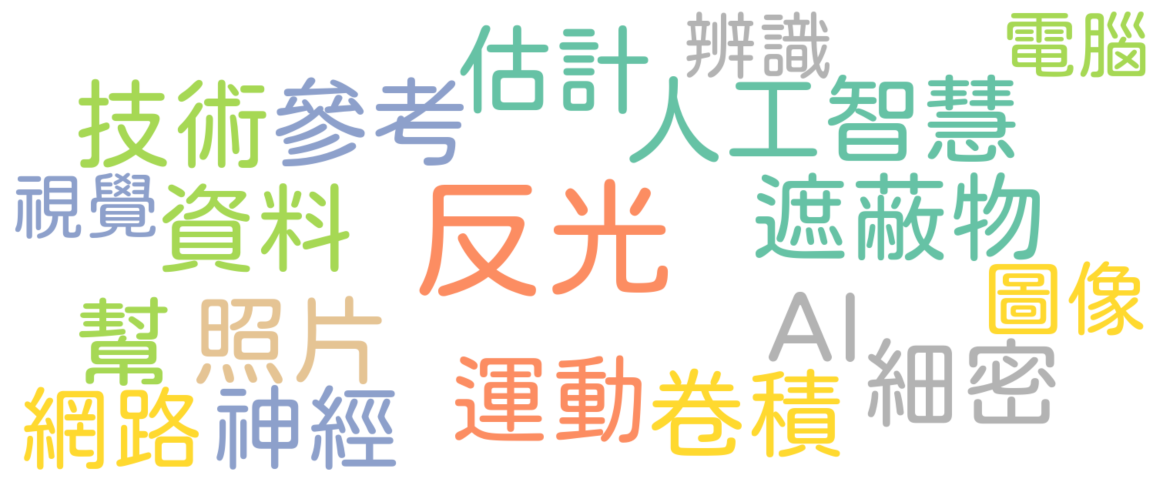 辨識
電腦
估計
技術
參考
人工智慧
視覺
資料
反光
遮蔽物
圖像
幫
照片
AI
細密
運動
卷積
網路
神經